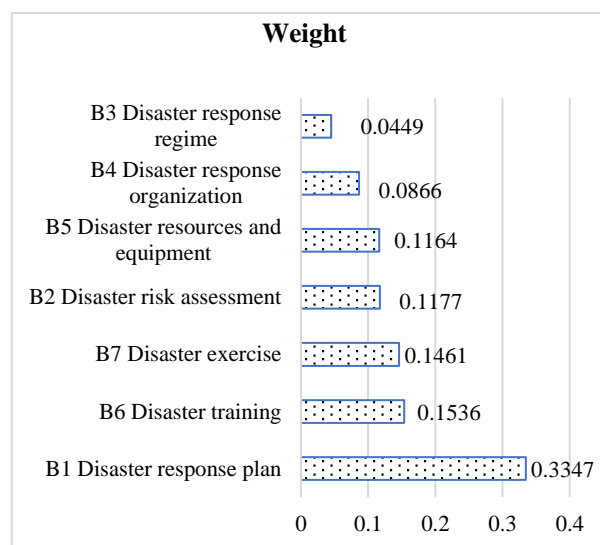 Weight
B3 Disaster response
regime
0.0449
B4 Disaster response
organization
0.0866
B5 Disaster resources and
equipment
0.1164
B2 Disaster risk assessment
0.1177
B7 Disaster exercise
0.1461
B6 Disaster training
0.1536
B1 Disaster response plan
0.3347
0 0.1 0.2 0.3 0.4